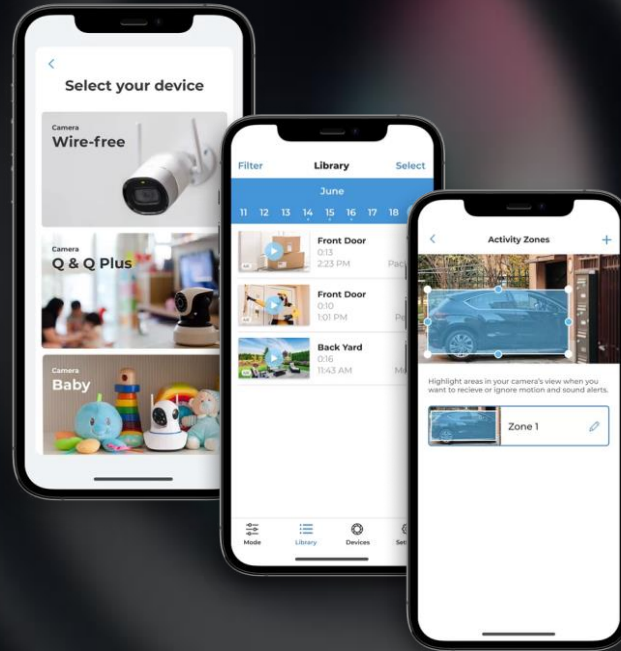 Select your device
Camera
Wire-free
Camera
Q & Q Plus
Camera
Baby
Filter Library Select
June
11 12 13 14 15 16 17 18
Front Door
0:13
2:23 PM
Front Door
0:10
1:01 PM
Back Yard
0:16
11:43 AM
Mode Library Devices
Activity Zones
Highlight areas in your camera's view when you
want to recieve or ignore motion and sound alerts.
Zone 1